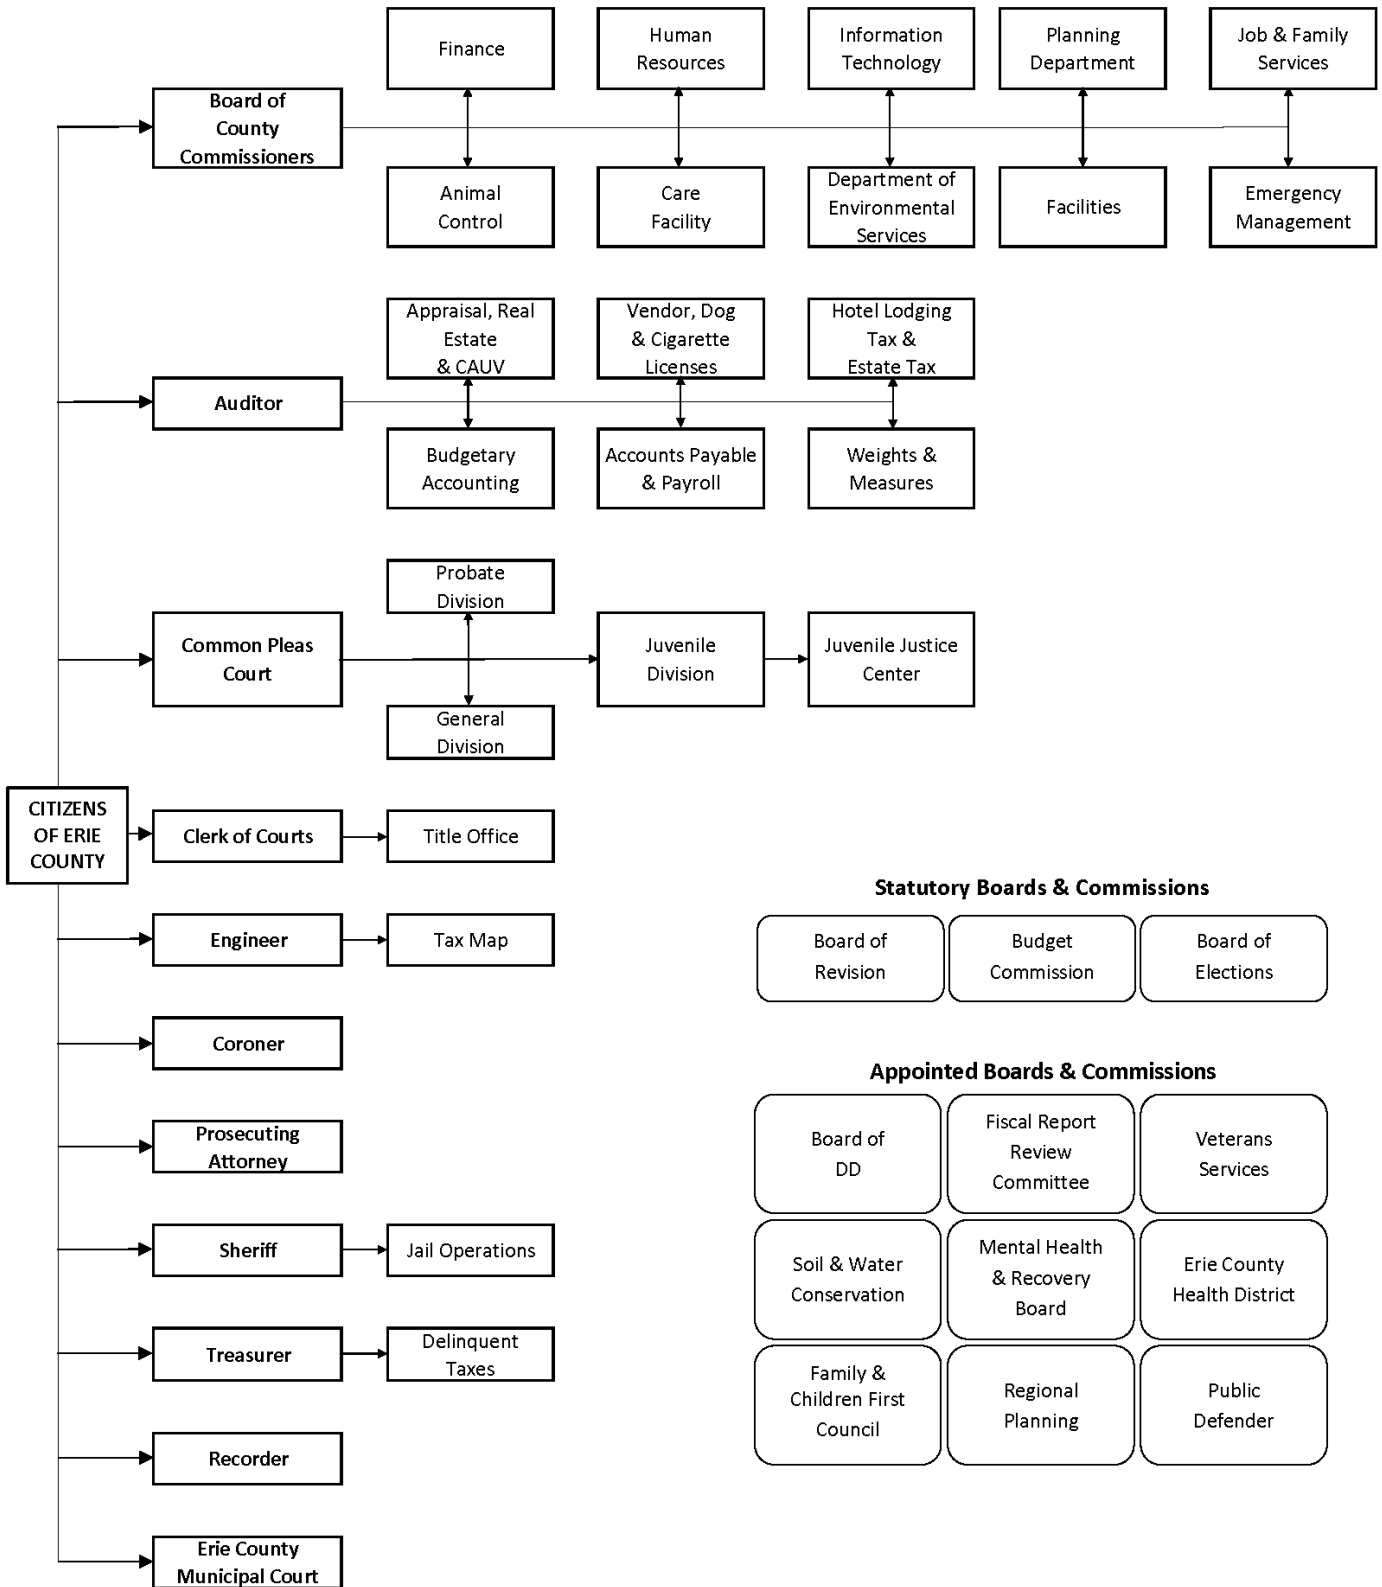 Finance
Human
Resources
Information
Technology
Planning
Department
Job & Family
Services
Board of
County
Commissioners
Animal
Control
Care
Facility
Department of
Environmental
Services
Facilities
Emergency
Management
Appraisal, Real
Estate
& CAUV
Vendor, Dog
& Cigarette
Licenses
Hotel Lodging
Tax &
Estate Tax
Auditor
Budgetary
Accounting
Accounts Payable
& Payroll
Weights &
Measures
Probate
Division
Common Pleas
Court
Juvenile
Division
Juvenile Justice
Center
General
Division
CITIZENS
OF ERIE
COUNTY
Clerk of Courts
Title Office
Engineer
Tax Map
Coroner
Prosecuting
Attorney
Sheriff
Jail Operations
Treasurer
Delinquent
Taxes
Recorder
Erie County
Municipal Court
Statutory Boards & Commissions
Board of
Revision
Budget
Commission
Board of
Elections
Appointed Boards & Commissions
Board of
DD
Fiscal Report
Review
Committee
Veterans
Services
Soil & Water
Conservation
Mental Health
& Recovery
Board
Erie County
Health District
Family &
Children First
Council
Regional
Planning
Public
Defender